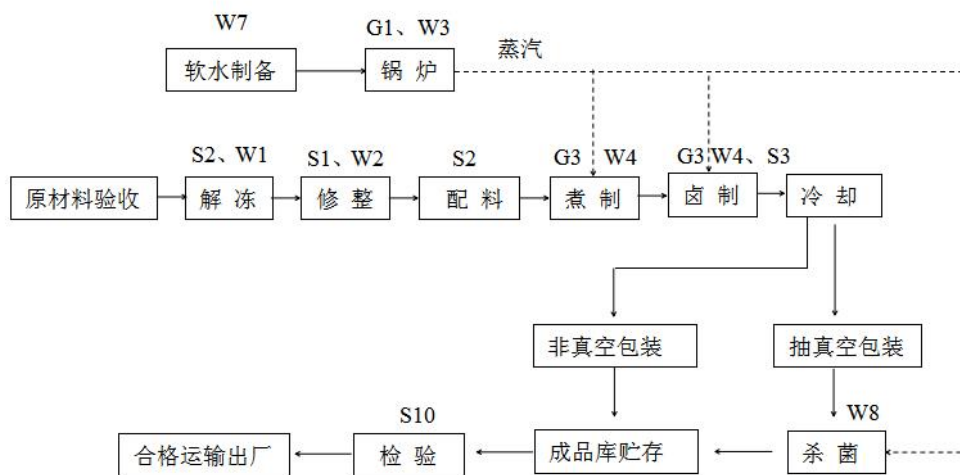 W7
G1、W3
软水制备
锅 炉
蒸汽
S2、W1
S1、W2
S2
G3 W4
G3 W4、S3
原材料验收
解 冻
修 整
配 料
煮 制
卤 制
冷 却
非真空包装
抽真空包装
S10
W8
合格运输出厂
检 验
成品库贮存
杀 菌